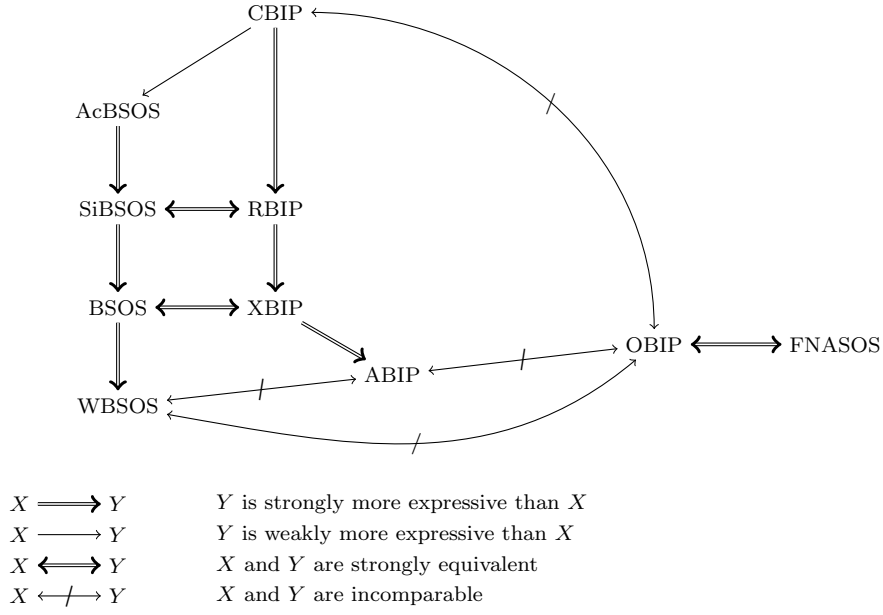 CBIP
AcBSOS
SiBSOS RBIP
BSOS XBIP
OBIP FNASOS
ABIP
WBSOS
X Y Y is strongly more expressive than X
X Y Y is weakly more expressive than X
X Y X and Y are strongly equivalent
X Y X and Y are incomparable